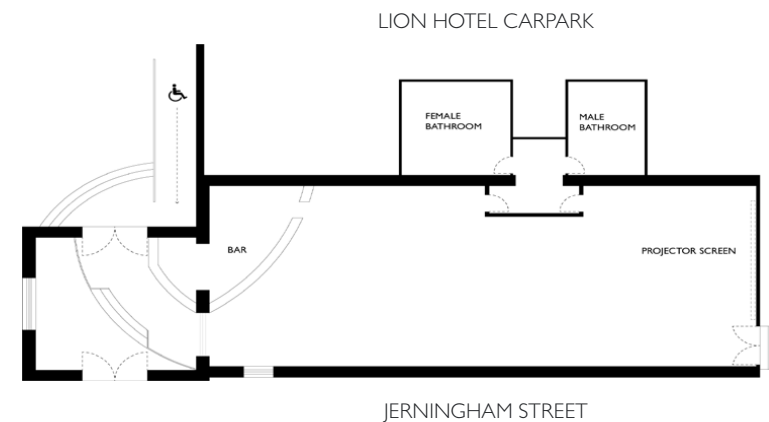 LION HOTEL CARPARK
FEMALE
BATHROOM
MALE
BATHROOM
BAR
PROJECTOR SCREEN
JERNINGHAM STREET